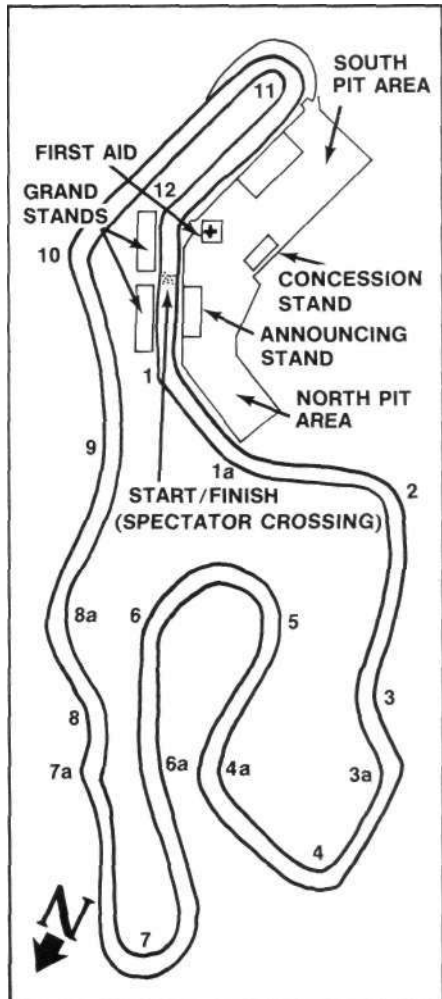 11
SOUTH
PIT AREA
FIRST AID
12
GRAND
STANDS
10
CONCESSION
STAND
ANNOUNCING
STAND
1
NORTH PIT
AREA
9
1a
START/FINISH
(SPECTATOR CROSSING)
2
8a
6
5
3
8
7a
6a
4a
3a
4
7
N